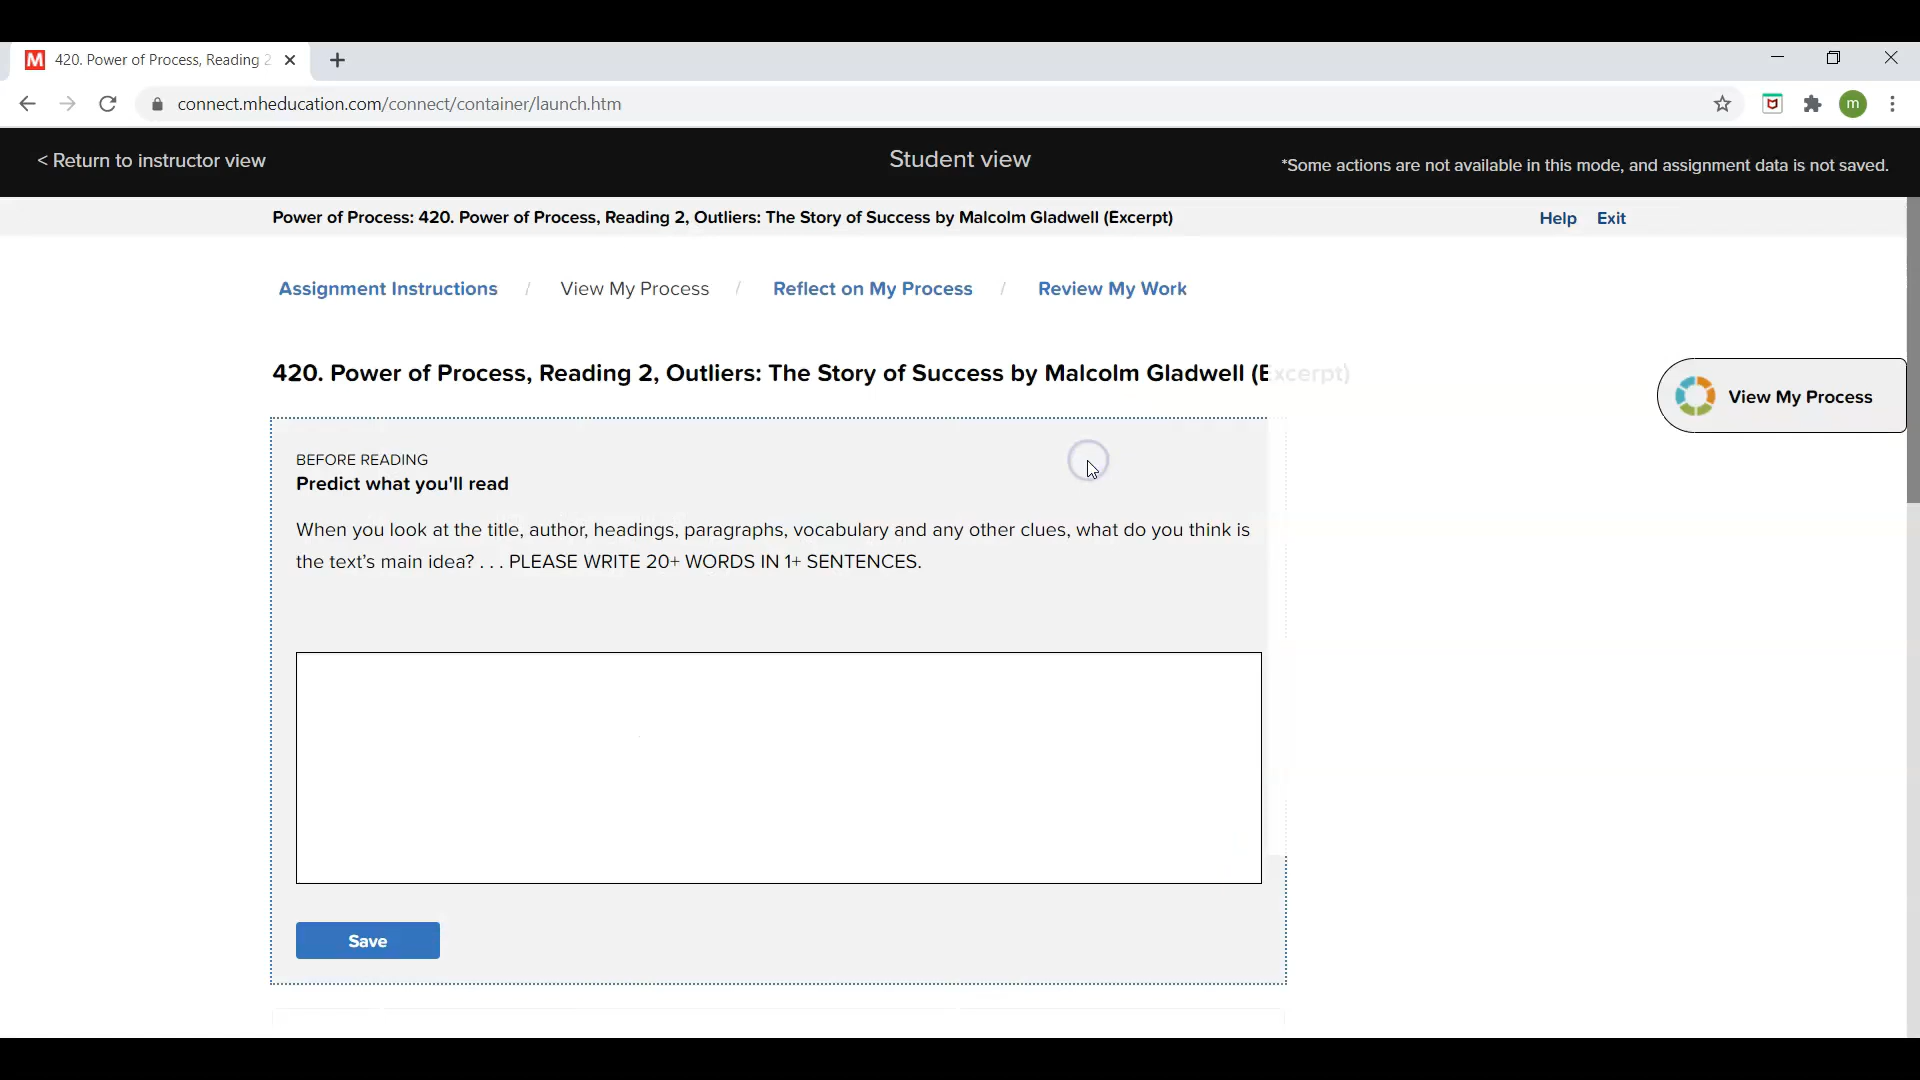 M 420. Power of Process, Reading 2
connect.mheducation.com/connect/container/launch.htm
m
< Return to instructor view
Student view
*Some actions are not available in this mode, and assignment data is not saved.
Power of Process: 420. Power of Process, Reading 2, Outliers: The Story of Success by Malcolm Gladwell (Excerpt)
Help Exit
Assignment Instructions / View My Process / Reflect on My Process / Review My Work
420. Power of Process, Reading 2, Outliers: The Story of Success by Malcolm Gladwell (Excerpt)
View My Process
BEFORE READING
Predict what you'll read
When you look at the title, author, headings, paragraphs, vocabulary and any other clues, what do you think is
the text's main idea? . . . PLEASE WRITE 20+ WORDS IN 1+ SENTENCES.
Save